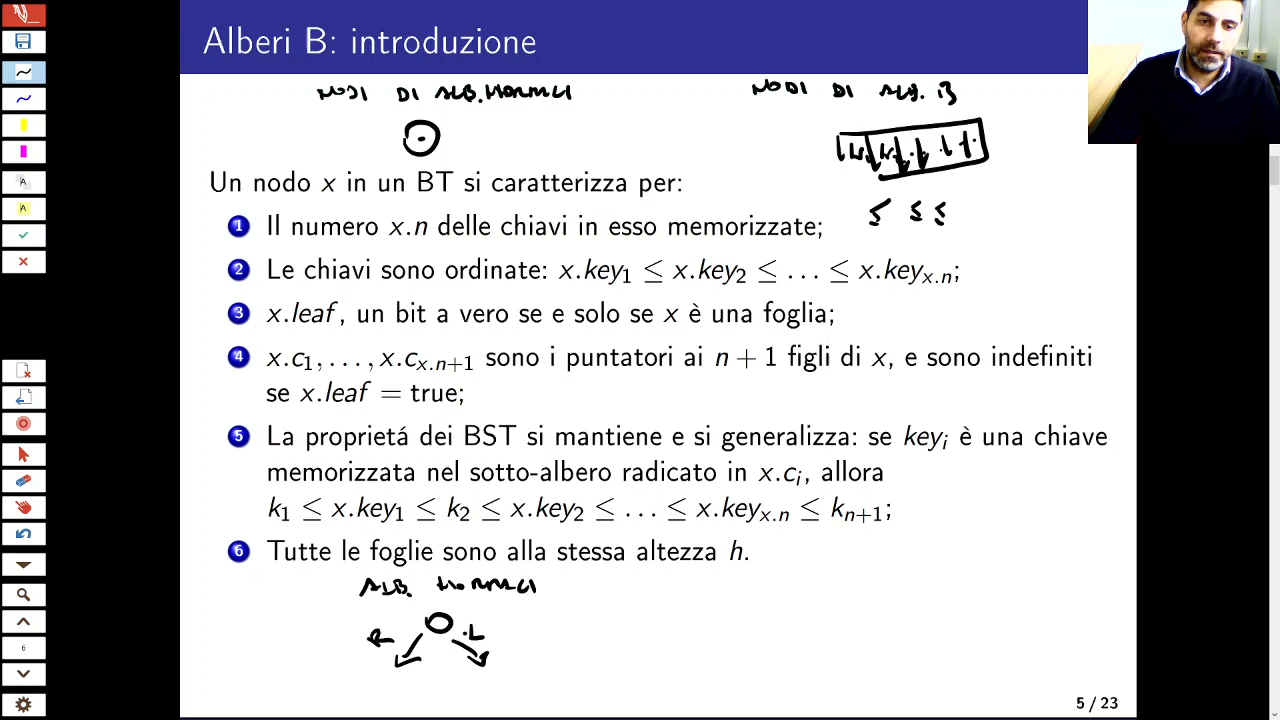 Alberi B: introduzione
NODI DI ALB. NORMALI
NODI DI ALB. B
Un nodo x in un BT si caratterizza per:
1 Il numero x.n delle chiavi in esso memorizzate;
≤ ≤ ≤
2 Le chiavi sono ordinate: x.key₁ ≤ x.key₂ ≤ ... ≤ x.keyₓ.ₙ;
3 x.leaf, un bit a vero se e solo se x è una foglia;
4 x.c₁, ..., x.cₓ.ₙ₊₁ sono i puntatori ai n + 1 figli di x, e sono indefiniti
se x.leaf = true;
5 La proprietá dei BST si mantiene e si generalizza: se keyᵢ è una chiave
memorizzata nel sotto-albero radicato in x.cᵢ, allora
k₁ ≤ x.key₁ ≤ k₂ ≤ x.key₂ ≤ ... ≤ x.keyₓ.ₙ ≤ kₙ₊₁;
6 Tutte le foglie sono alla stessa altezza h.
ALB. NORMALI
R .L
6
5 / 23